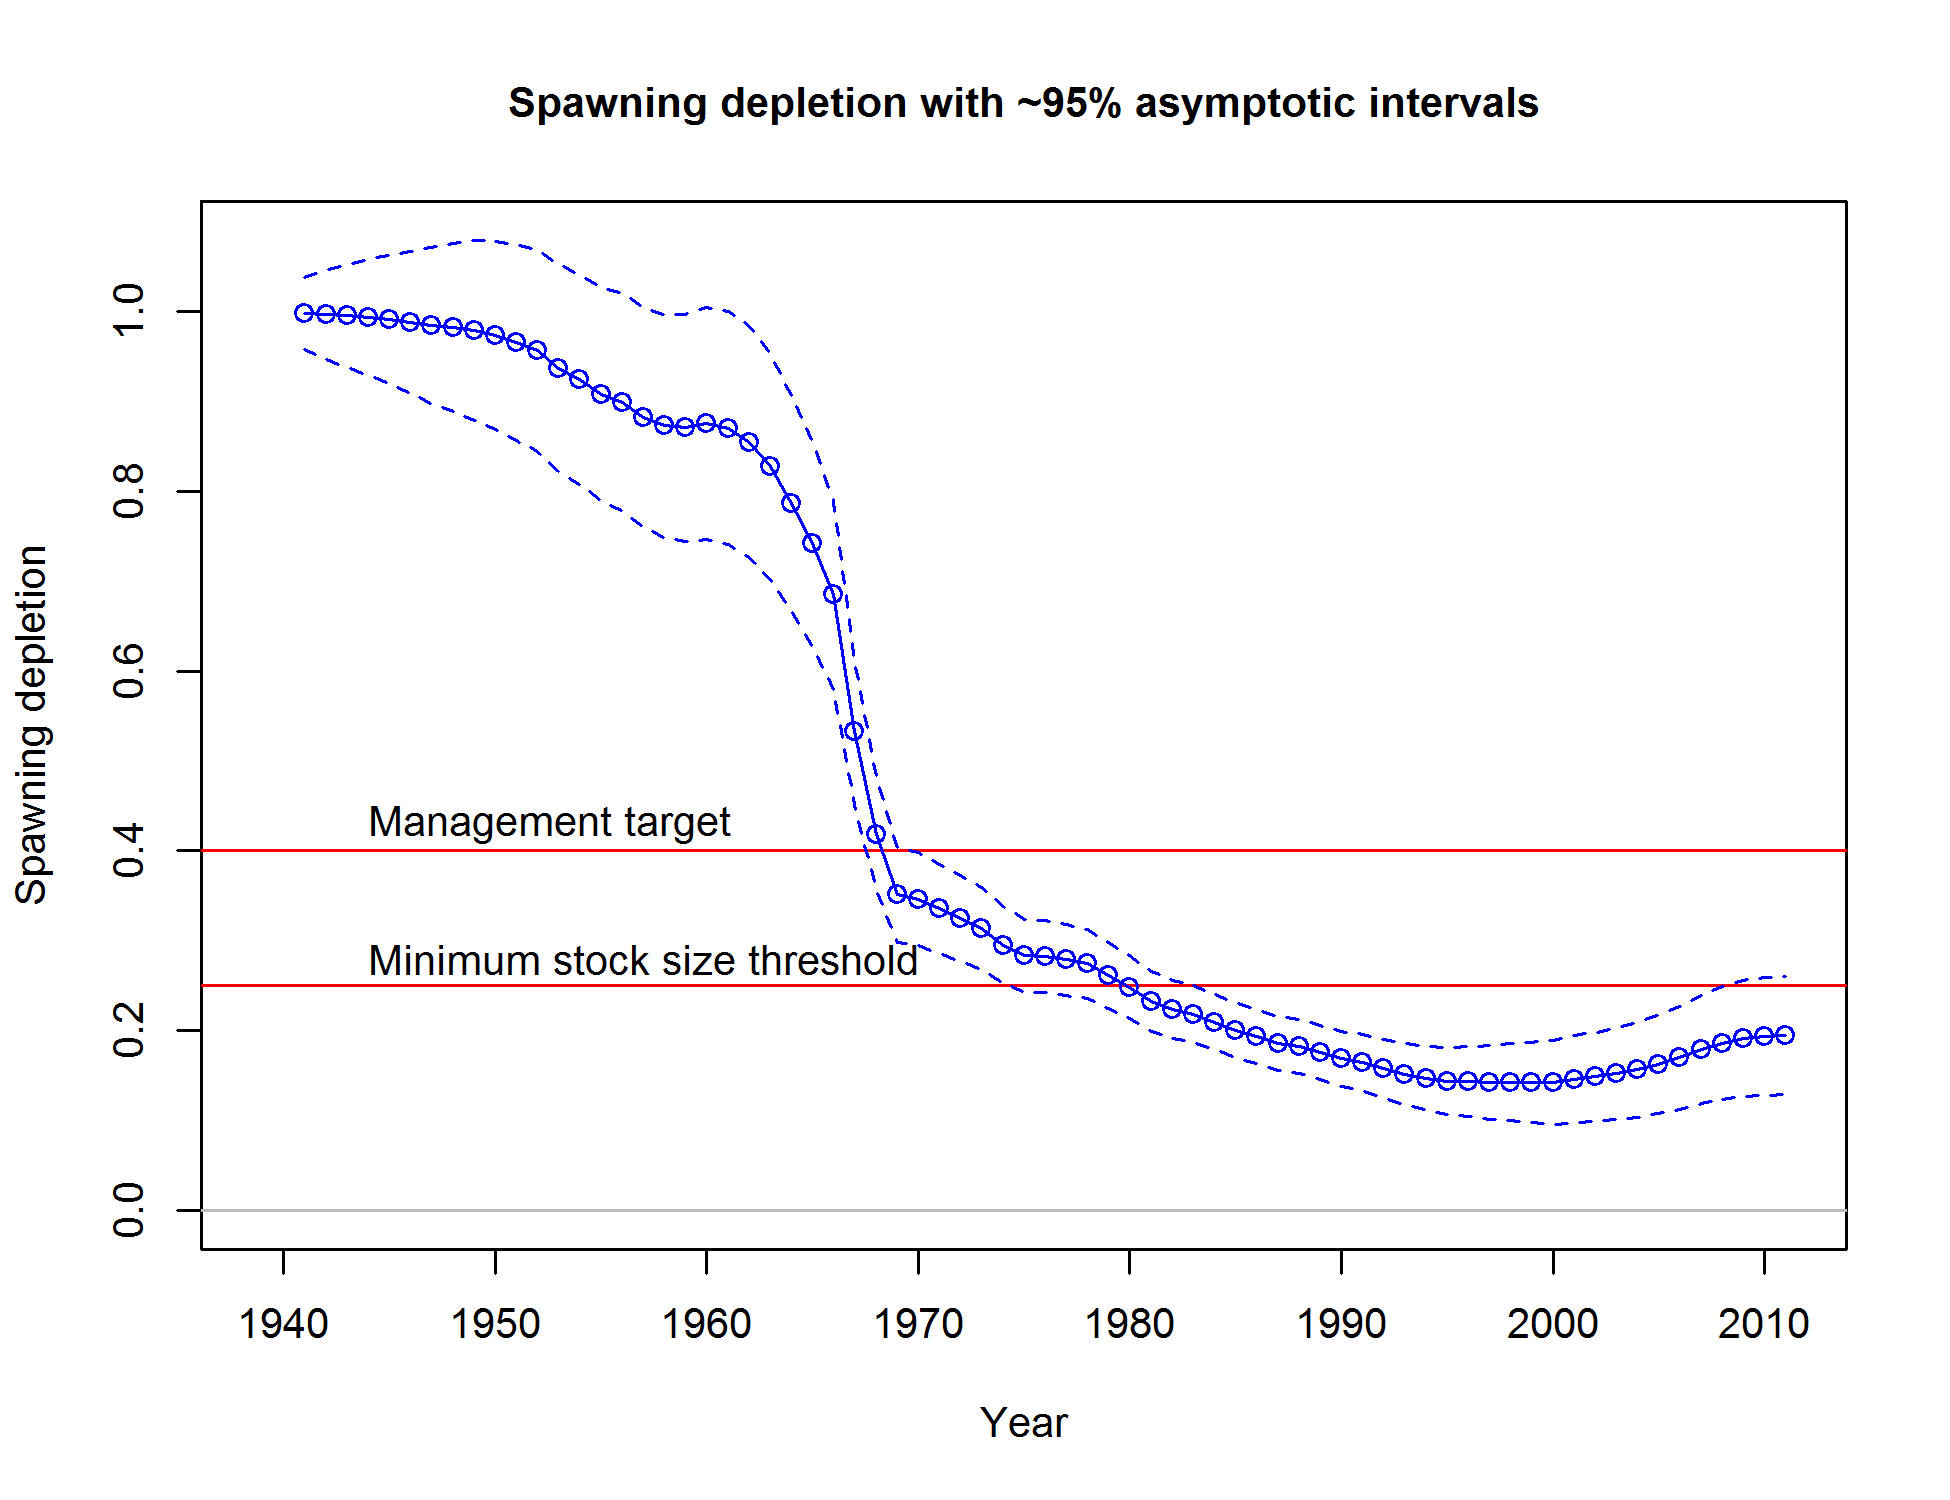 Spawning depletion with ~95% asymptotic intervals
Spawning depletion
1.0
0.8
0.6
0.4
0.2
0.0
Management target
Minimum stock size threshold
1940 1950 1960 1970 1980 1990 2000 2010
Year